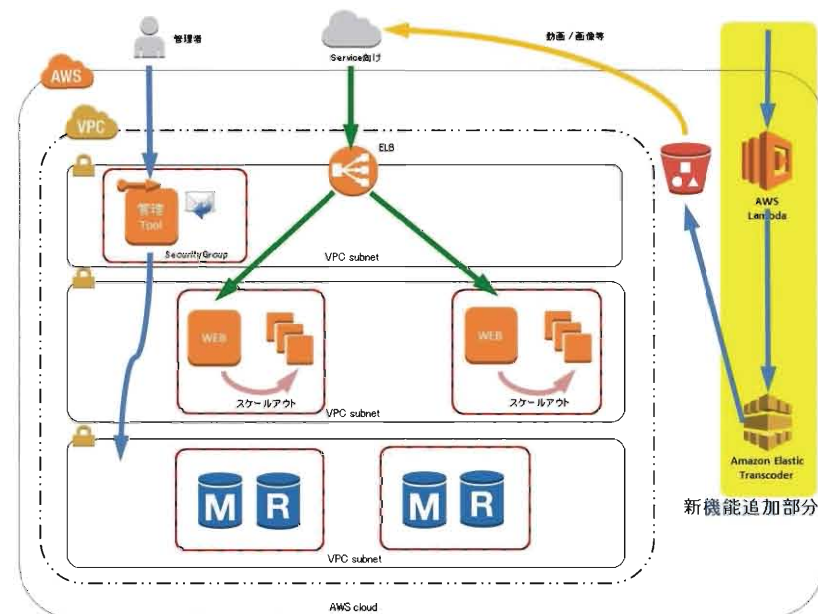 管理者
Service向け
動画 / 画像等
AWS
VPC
ELB
管理
Tool
SecurityGroup
VPC subnet
AWS
Lambda
WEB
スケールアウト
WEB
スケールアウト
VPC subnet
Amazon Elastic
Transcoder
新機能追加部分
M
R
M
R
VPC subnet
AWS cloud